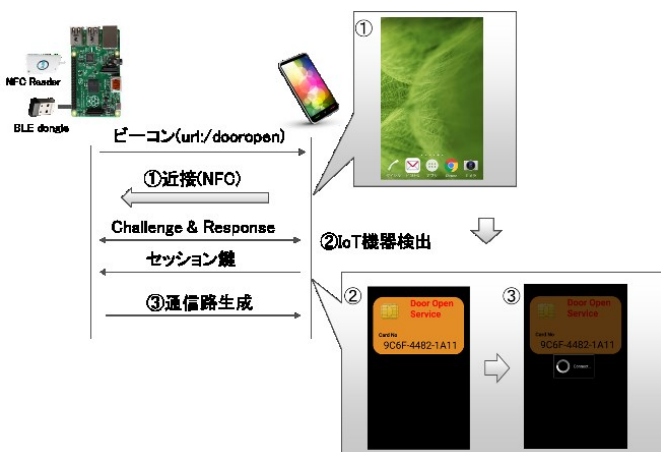 NFC Reader
BLE dongle
ビーコン(url:/dooropen)
①近接(NFC)
Challenge & Response
セッション鍵
③通信路生成
①
②IoT機器検出
②
Door Open
Service
Card No
9C6F-4482-1A11
③
Door Open
Service
Card No
9C6F-4482-1A11